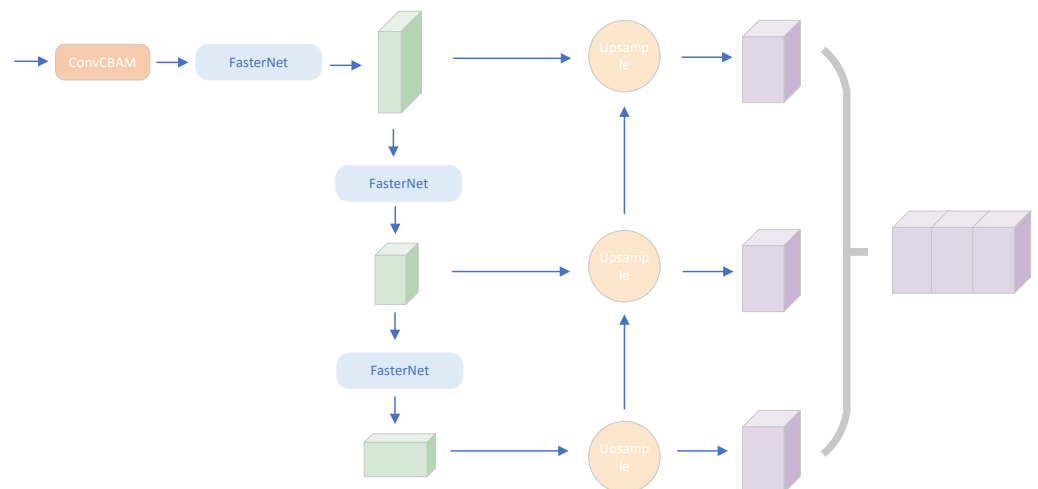 ConvCBAM
FasterNet
Upsamp
le
FasterNet
Upsamp
le
FasterNet
Upsamp
le